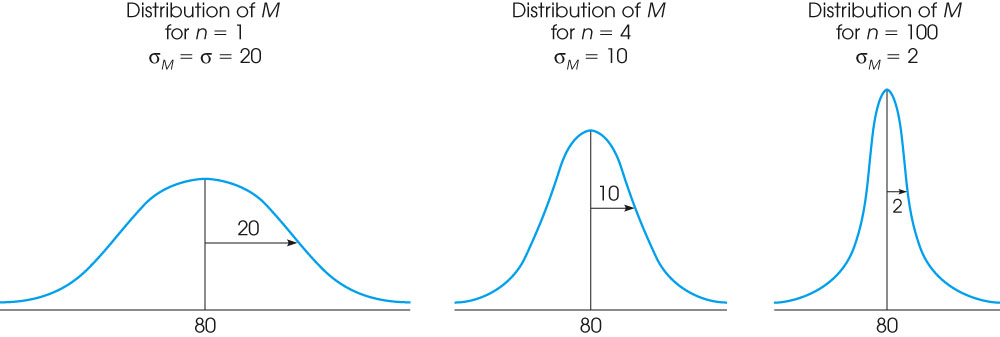 Distribution of M
for n = 1
σM = σ = 20
20
80
Distribution of M
for n = 4
σM = 10
10
80
Distribution of M
for n = 100
σM = 2
2
80